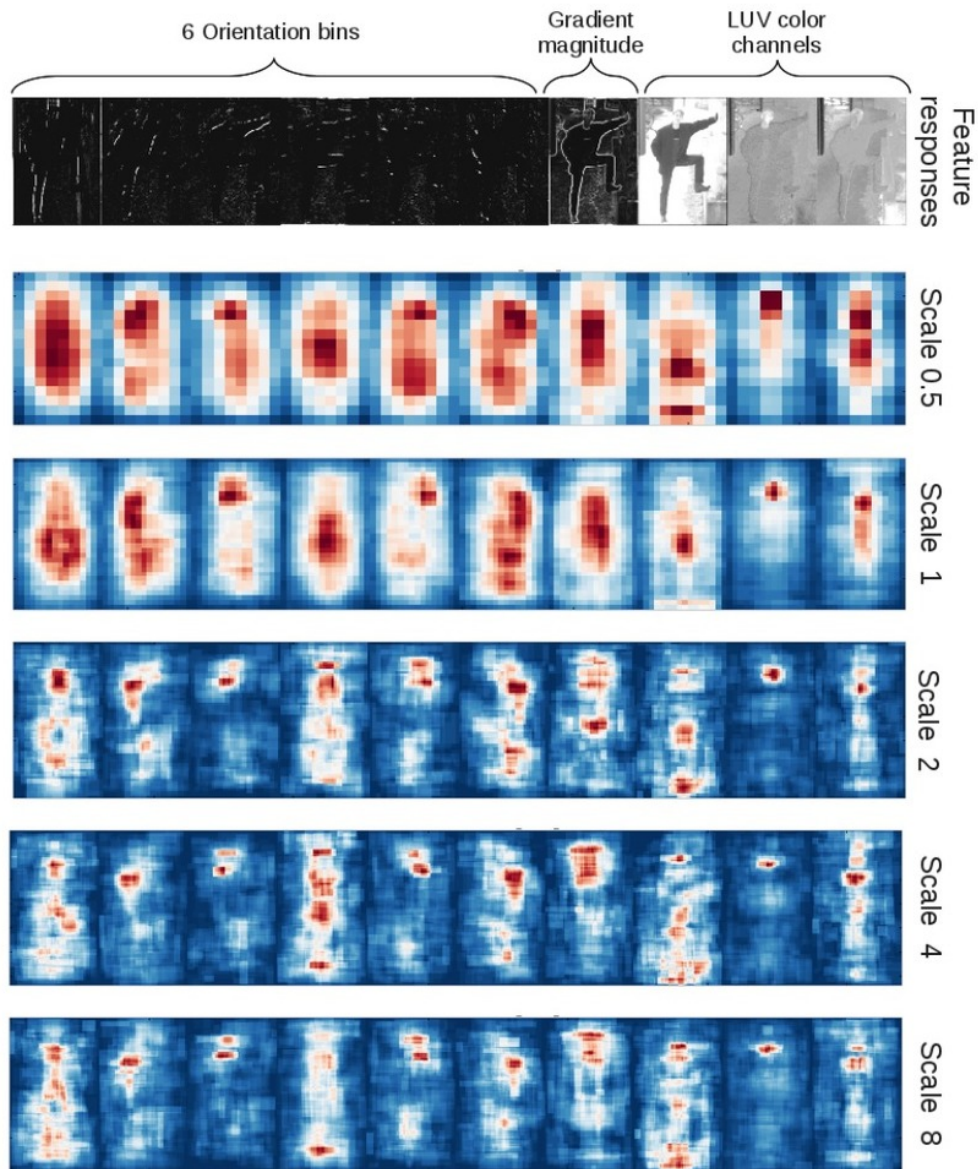 6 Orientation bins
Gradient
magnitude
LUV color
channels
Feature
responses
Scale 0.5
Scale 1
Scale 2
Scale 4
Scale 8